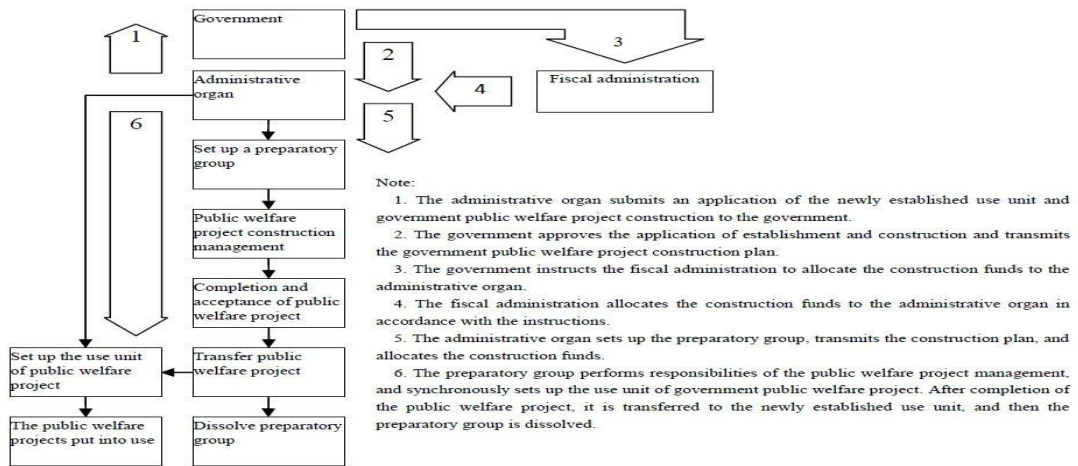 Government
1
2
3
Administrative
organ
4
Fiscal administration
5
6
Set up a preparatory
group
Public welfare
project construction
management
Completion and
acceptance of public
welfare project
Set up the use unit
of public welfare
project
Transfer public
welfare project
The public welfare
projects put into use
Dissolve preparatory
group
Note:
1. The administrative organ submits an application of the newly established use unit and
government public welfare project construction to the government.
2. The government approves the application of establishment and construction and transmits
the government public welfare project construction plan.
3. The government instructs the fiscal administration to allocate the construction funds to the
administrative organ.
4. The fiscal administration allocates the construction funds to the administrative organ in
accordance with the instructions.
5. The administrative organ sets up the preparatory group, transmits the construction plan, and
allocates the construction funds.
6. The preparatory group performs responsibilities of the public welfare project management,
and synchronously sets up the use unit of government public welfare project. After completion of
the public welfare project, it is transferred to the newly established use unit, and then the
preparatory group is dissolved.